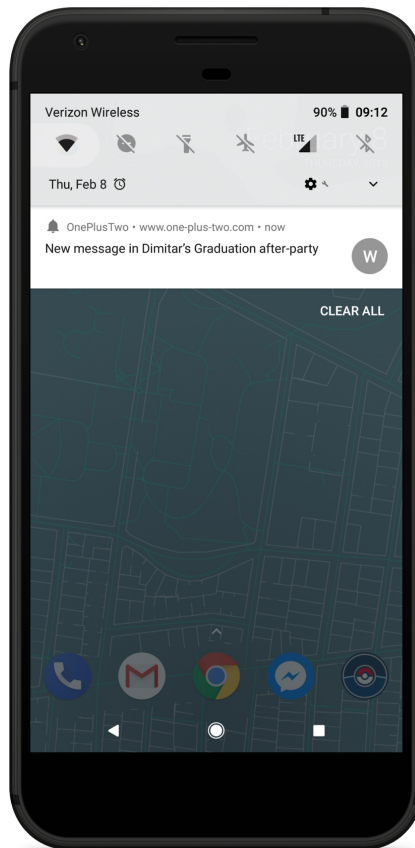 Verizon Wireless 90% 09:12
LTE
Thu, Feb 8
OnePlusTwo • www.one-plus-two.com • now
New message in Dimitar’s Graduation after-party
W
CLEAR ALL